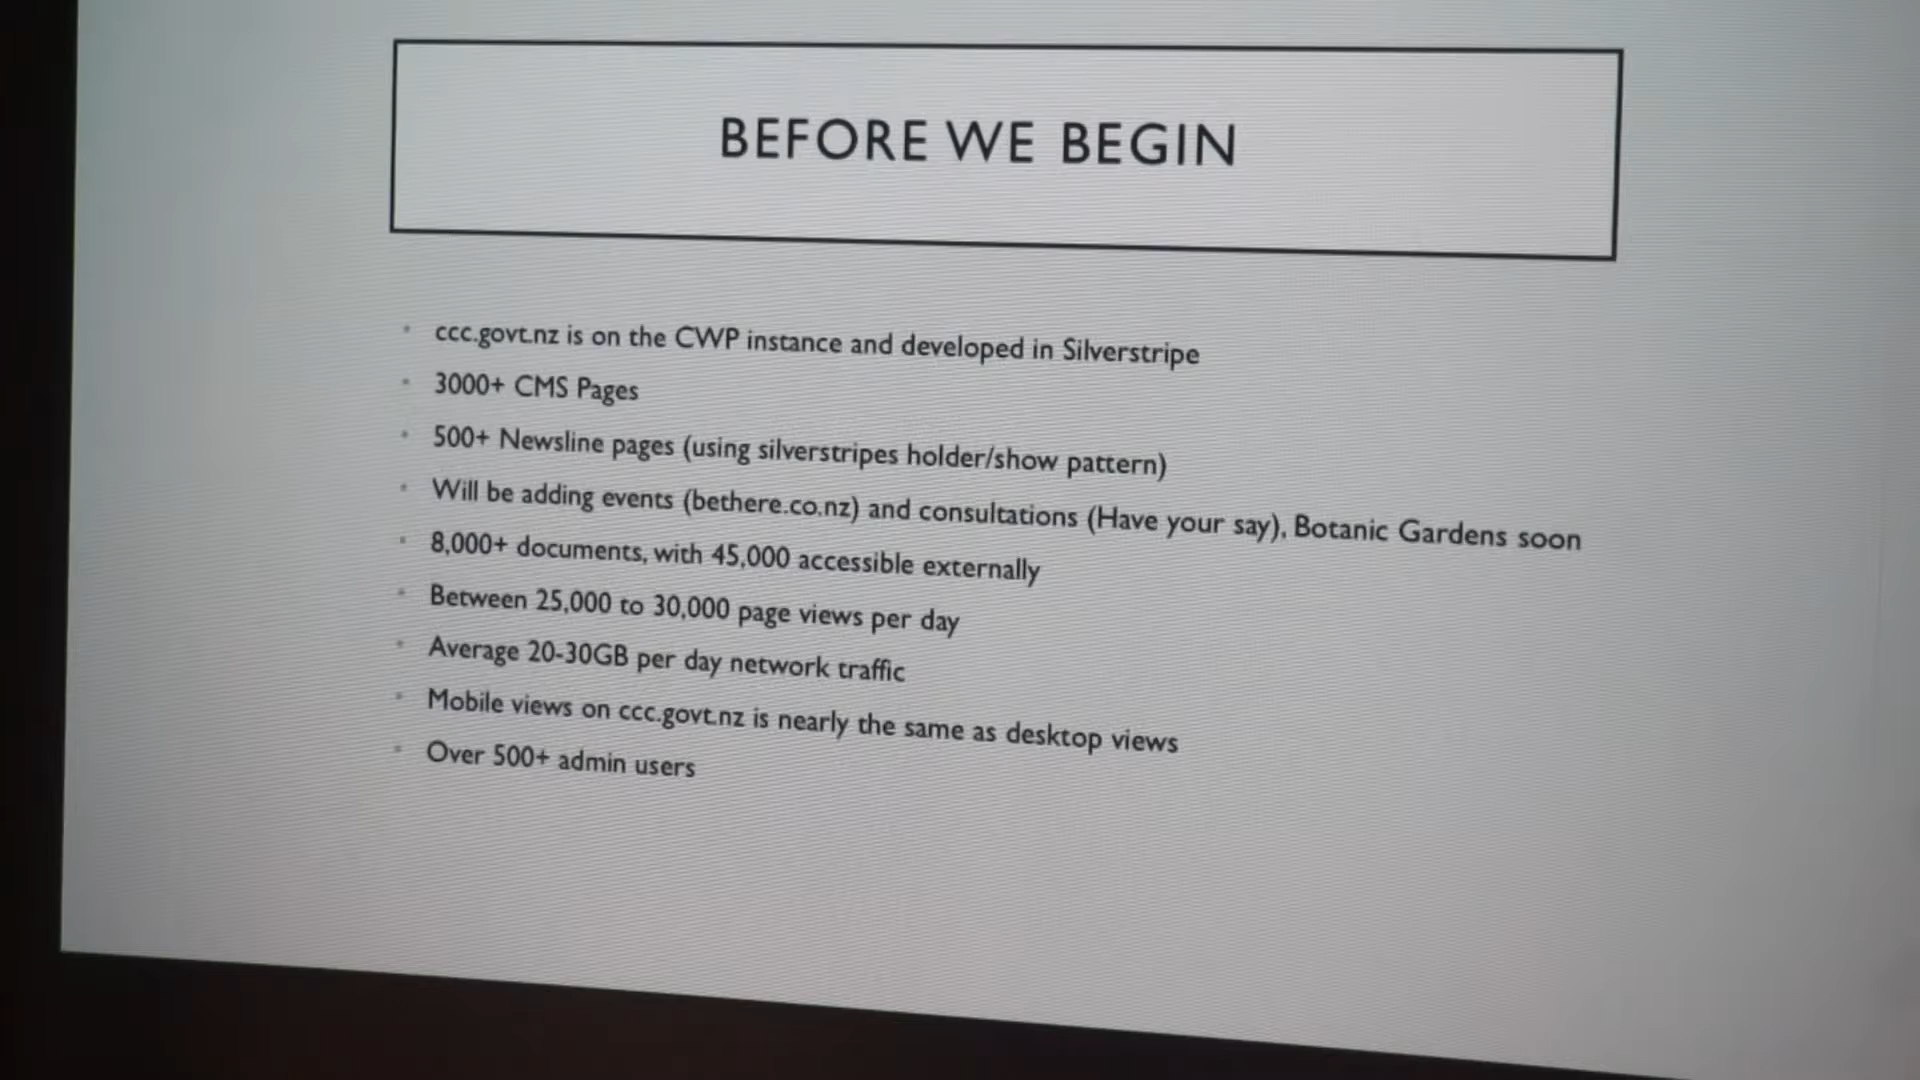 BEFORE WE BEGIN
ccc.govt.nz is on the CWP instance and developed in Silverstripe
3000+ CMS Pages
500+ Newsline pages (using silverstripes holder/show pattern)
Will be adding events (bethere.co.nz) and consultations (Have your say), Botanic Gardens soon
8,000+ documents, with 45,000 accessible externally
Between 25,000 to 30,000 page views per day
Average 20-30GB per day network traffic
Mobile views on ccc.govt.nz is nearly the same as desktop views
Over 500+ admin users